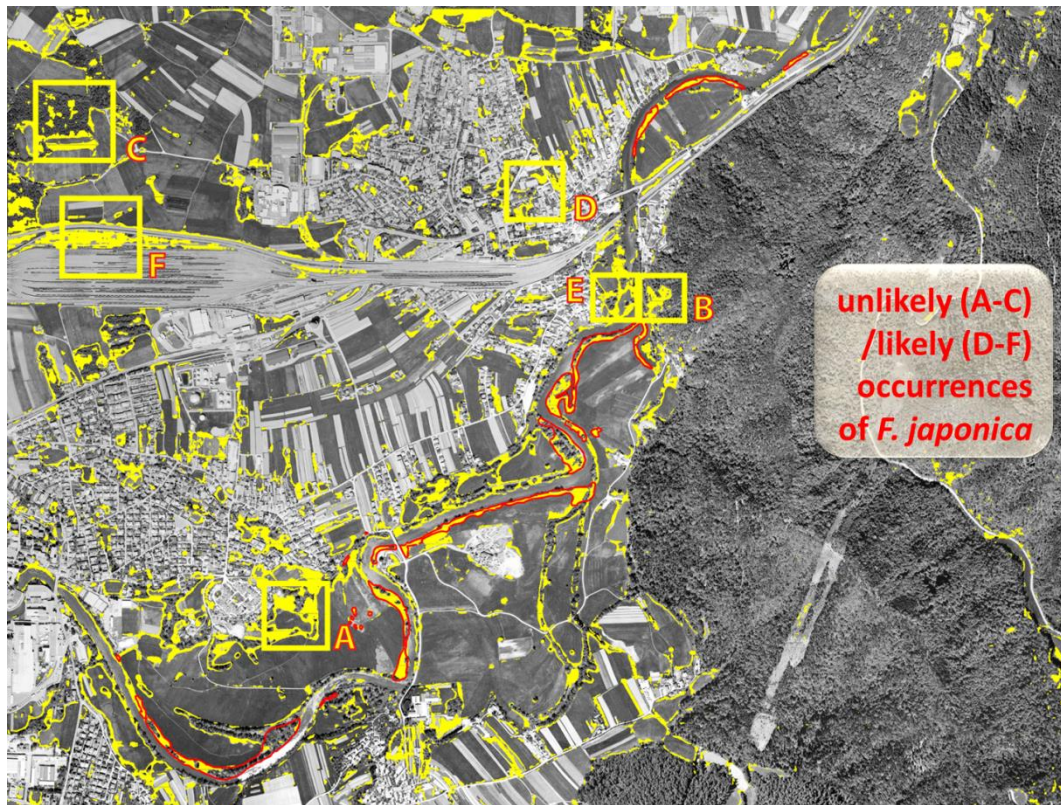 C
D
F
E
B
unlikely (A-C)
/likely (D-F)
occurrences
of F. japonica
A